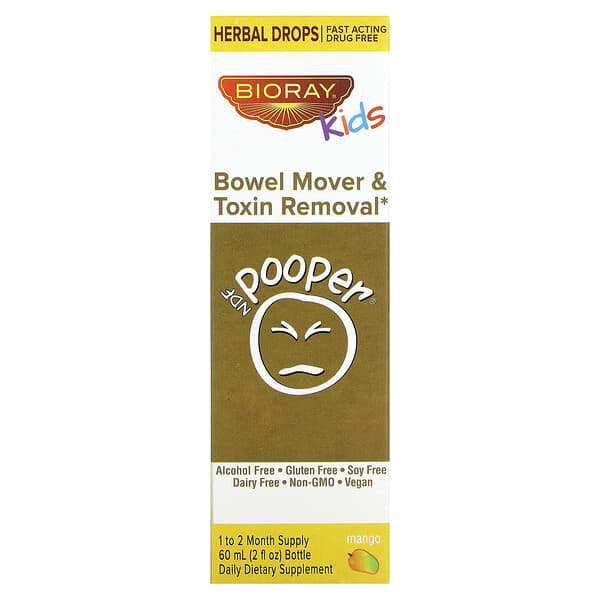 HERBAL DROPS
FAST ACTING
DRUG FREE
BIORAY®
kids
Bowel Mover &
Toxin Removal*
NDF pooper®
Alcohol Free • Gluten Free • Soy Free
Dairy Free • Non-GMO • Vegan
1 to 2 Month Supply
60 mL (2 fl oz) Bottle
Daily Dietary Supplement
mango